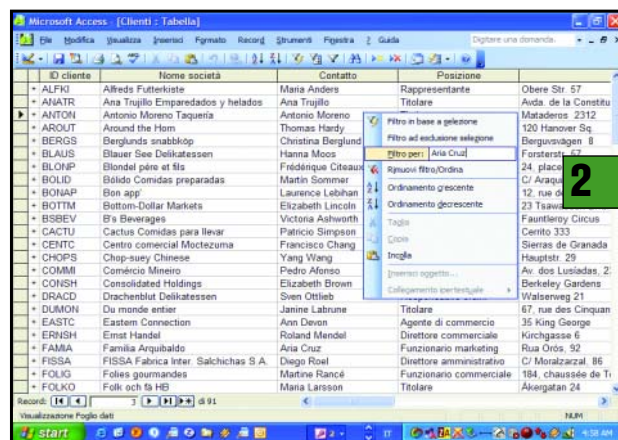 Microsoft Access - [Clienti : Tabella]
File Modifica Visualizza Inserisci Formato Record Strumenti Finestra ? Guida Digitare una domanda.
ID cliente Nome società Contatto Posizione
ALFKI Alfreds Futterkiste Maria Anders Rappresentante Obere Str. 57
ANATR Ana Trujillo Emparedados y helados Ana Trujillo Titolare Avda. de la Constitu
ANTON Antonio Moreno Taquería Antonio Moreno Mataderos 2312
AROUT Around the Horn Thomas Hardy 120 Hanover Sq.
BERGS Berglunds snabbköp Christina Berglund Berguvsvägen 8
BLAUS Blauer See Delikatessen Hanna Moos Forsterstr. 57
BLONP Blondel père et fils Frédérique Citeaux 24, place
BOLID Bólido Comidas preparadas Martín Sommer C/ Araqu
BONAP Bon app' Laurence Lebihan 12, rue d
BOTTM Bottom-Dollar Markets Elizabeth Lincoln 23 Tsawa
BSBEV B's Beverages Victoria Ashworth Fauntleroy Circus
CACTU Cactus Comidas para llevar Patricio Simpson Cerrito 333
CENTC Centro comercial Moctezuma Francisco Chang Sierras de Granada
CHOPS Chop-suey Chinese Yang Wang Hauptstr. 29
COMMI Comércio Mineiro Pedro Afonso Av. dos Lusíadas, 2
CONSH Consolidated Holdings Elizabeth Brown Berkeley Gardens
DRACD Drachenblut Delikatessen Sven Ottlieb Walserweg 21
DUMON Du monde entier Janine Labrune Titolare 67, rue des Cinquan
EASTC Eastern Connection Ann Devon Agente di commercio 35 King George
ERNSH Ernst Handel Roland Mendel Direttore commerciale Kirchgasse 6
FAMIA Familia Arquibaldo Aria Cruz Funzionario marketing Rua Orós, 92
FISSA FISSA Fabrica Inter. Salchichas S.A. Diego Roel Direttore amministrativo C/ Moralzarzal, 86
FOLIG Folies gourmandes Martine Rancé Funzionario commerciale 184, chaussée de T
FOLKO Folk och fä HB Maria Larsson Titolare Åkergatan 24
Filtro in base a selezione
Filtro ad esclusione selezione
Filtro per: Aria Cruz
Rimuovi filtro/Ordina
Ordinamento crescente
Ordinamento decrescente
Taglia
Copia
Incolla
Inserisci oggetto...
Collegamento ipertestuale
2
Record: 3 di 91
Visualizzazione Foglio dati NUM
start 2 IT 4:58 AM